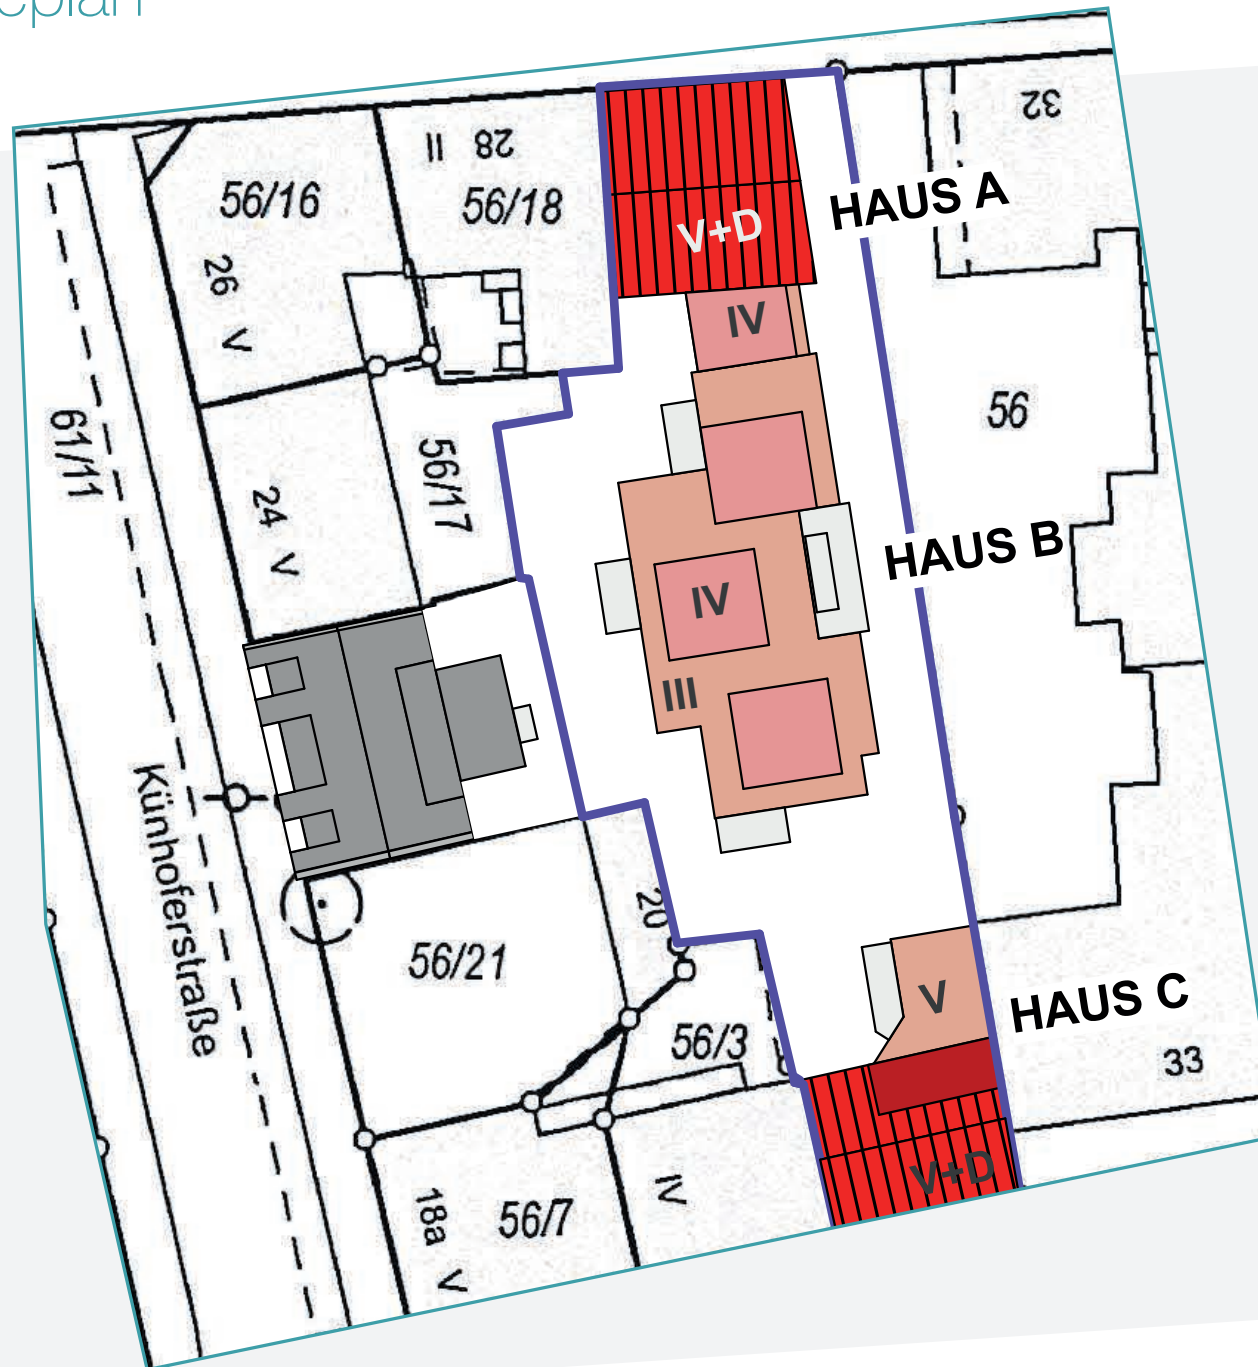 eplan
32
28 II
56/16
56/18
HAUS A
V+D
26 V
IV
56
61/11
56/17
24 V
HAUS B
IV
III
Künhoferstraße
20
56/21
V
HAUS C
56/3
33
V+D
18a V
56/7
IV